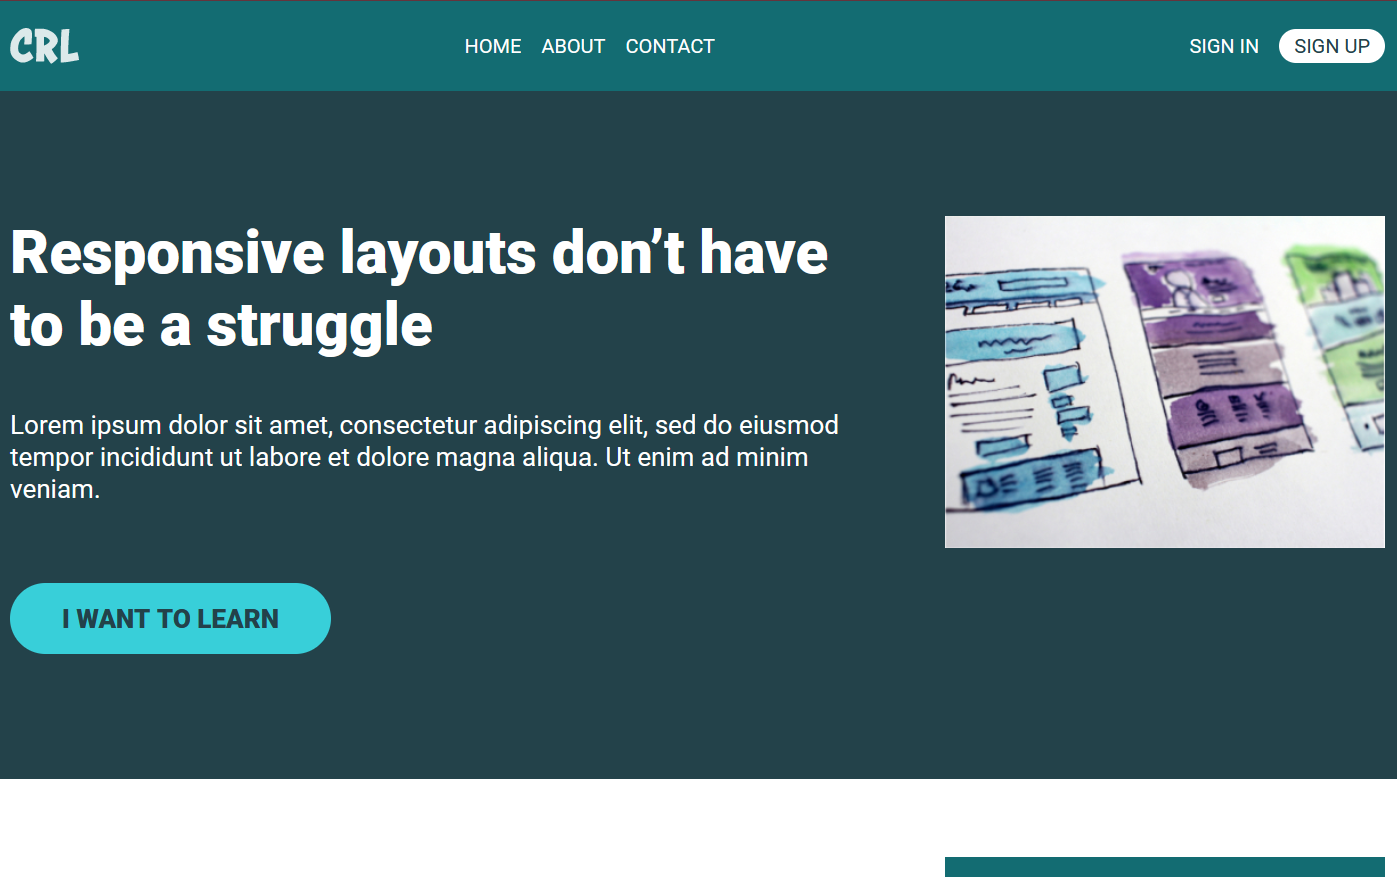 CRL
HOME ABOUT CONTACT
SIGN IN SIGN UP
Responsive layouts don’t have
to be a struggle
Lorem ipsum dolor sit amet, consectetur adipiscing elit, sed do eiusmod
tempor incididunt ut labore et dolore magna aliqua. Ut enim ad minim
veniam.
I WANT TO LEARN